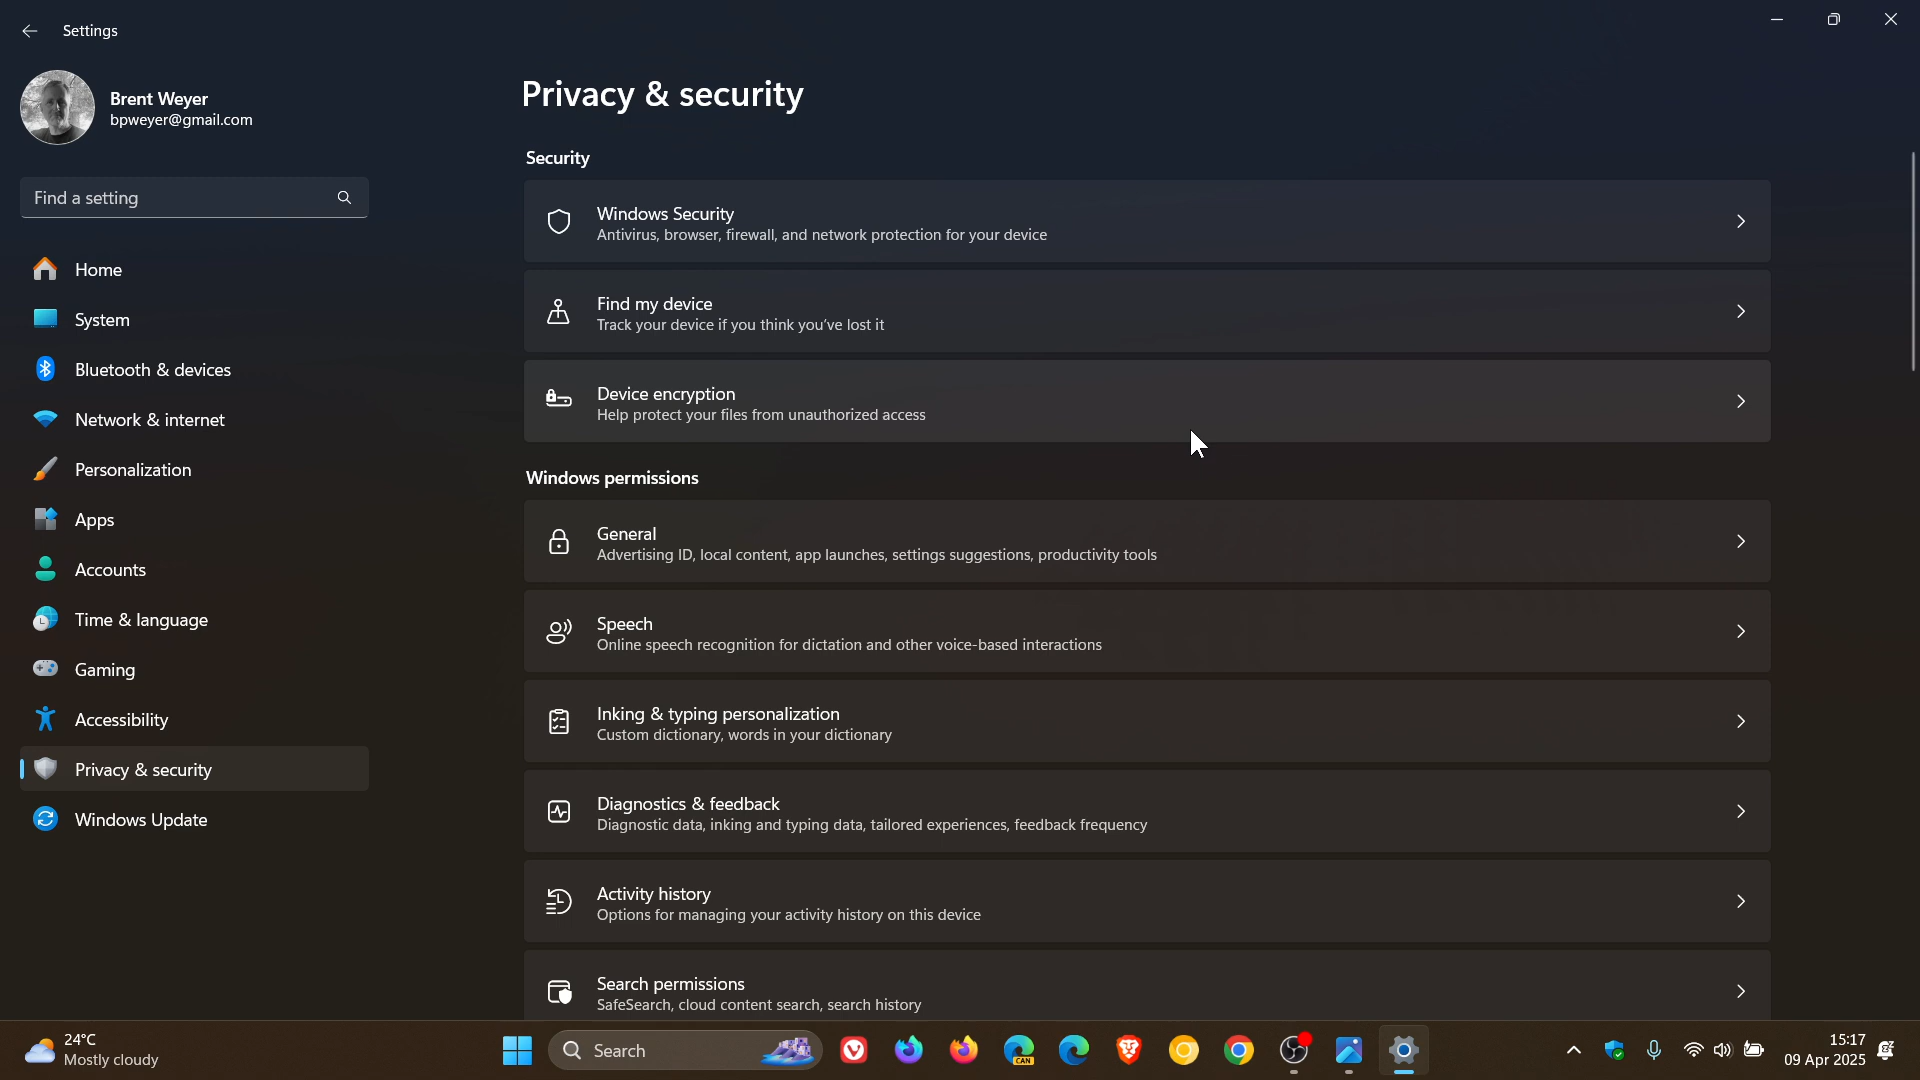 Settings
Brent Weyer
bpweyer@gmail.com
Find a setting
Home
System
Bluetooth & devices
Network & internet
Personalization
Apps
Accounts
Time & language
Gaming
Accessibility
Privacy & security
Windows Update
Privacy & security
Security
Windows Security
Antivirus, browser, firewall, and network protection for your device
Find my device
Track your device if you think you've lost it
Device encryption
Help protect your files from unauthorized access
Windows permissions
General
Advertising ID, local content, app launches, settings suggestions, productivity tools
Speech
Online speech recognition for dictation and other voice-based interactions
Inking & typing personalization
Custom dictionary, words in your dictionary
Diagnostics & feedback
Diagnostic data, inking and typing data, tailored experiences, feedback frequency
Activity history
Options for managing your activity history on this device
Search permissions
SafeSearch, cloud content search, search history
24°C
Mostly cloudy
Search
CAN
15:17
09 Apr 2025